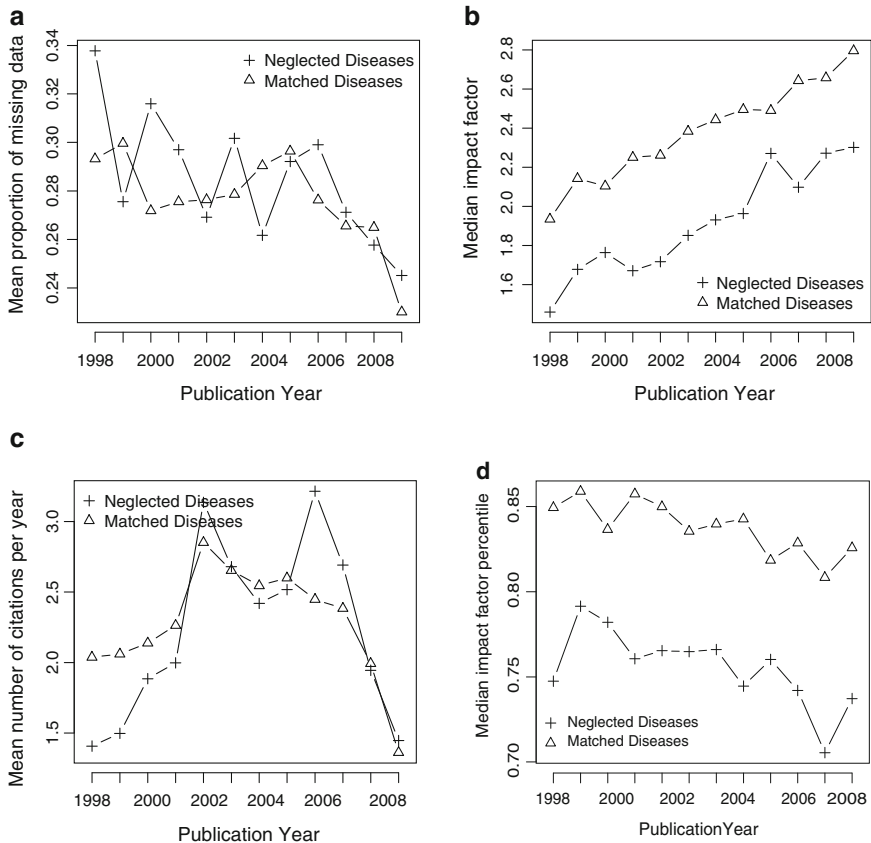 a
Mean proportion of missing data
0.34
0.32
0.30
0.28
0.26
0.24
Neglected Diseases
Matched Diseases
1998
2000
2002
2004
2006
2008
Publication Year
b
Median impact factor
2.8
2.6
2.4
2.2
2.0
1.8
1.6
Neglected Diseases
Matched Diseases
1998
2000
2002
2004
2006
2008
Publication Year
c
Mean number of citations per year
3.0
2.5
2.0
1.5
Neglected Diseases
Matched Diseases
1998
2000
2002
2004
2006
2008
Publication Year
d
Median impact factor percentile
0.85
0.80
0.75
0.70
Neglected Diseases
Matched Diseases
1998
2000
2002
2004
2006
2008
PublicationYear